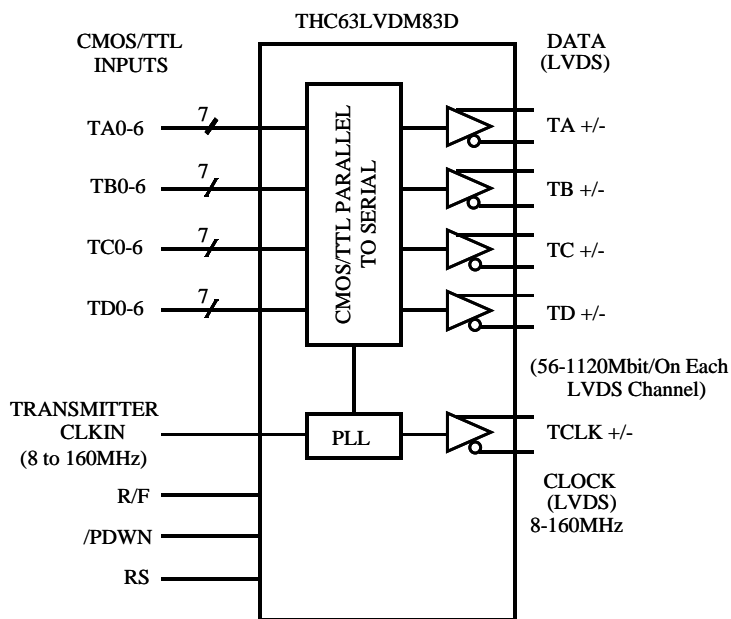 THC63LVDM83D
CMOS/TTL
INPUTS
DATA
(LVDS)
TA0-6
7
TA +/-
TB0-6
7
TB +/-
TC0-6
7
TC +/-
TD0-6
7
TD +/-
CMOS/TTL PARALLEL
TO SERIAL
(56-1120Mbit/On Each
LVDS Channel)
TRANSMITTER
CLKIN
(8 to 160MHz)
PLL
TCLK +/-
CLOCK
(LVDS)
8-160MHz
R/F
/PDWN
RS